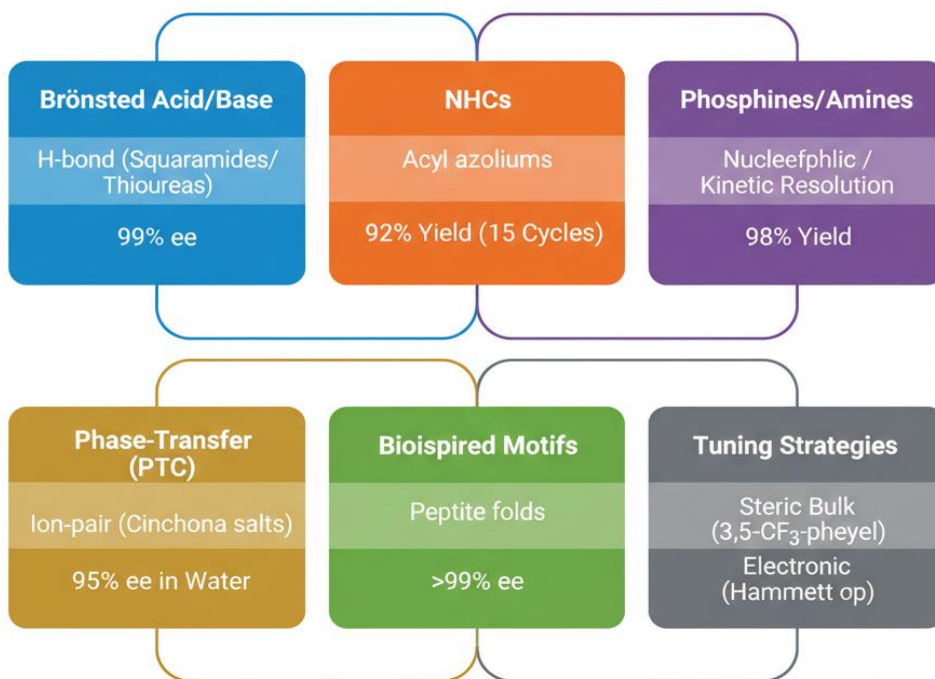 Brönsted Acid/Base
H-bond (Squaramides/
Thioureas)
99% ee
NHCs
Acyl azoliums
92% Yield (15 Cycles)
Phosphines/Amines
Nucleefphlic /
Kinetic Resolution
98% Yield
Phase-Transfer
(PTC)
Ion-pair (Cinchona salts)
95% ee in Water
Bioispired Motifs
Peptite folds
>99% ee
Tuning Strategies
Steric Bulk
(3,5-CF₃-pheyel)
Electronic
(Hammett op)